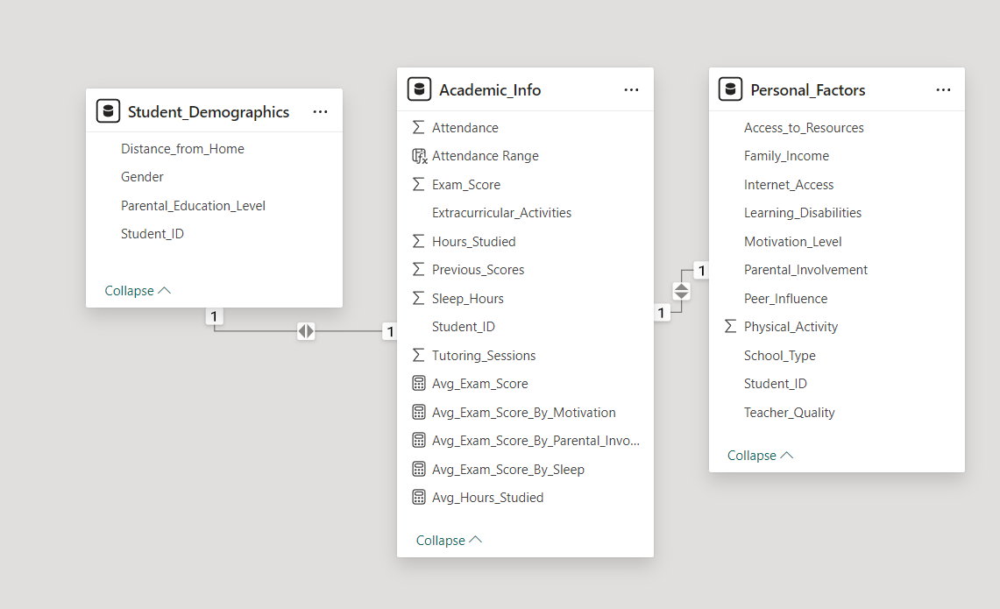 Student_Demographics
Distance_from_Home
Gender
Parental_Education_Level
Student_ID
Collapse
1
1
Academic_Info
Attendance
Attendance Range
Exam_Score
Extracurricular_Activities
Hours_Studied
Previous_Scores
Sleep_Hours
Student_ID
Tutoring_Sessions
Avg_Exam_Score
Avg_Exam_Score_By_Motivation
Avg_Exam_Score_By_Parental_Invo...
Avg_Exam_Score_By_Sleep
Avg_Hours_Studied
Collapse
1
1
Personal_Factors
Access_to_Resources
Family_Income
Internet_Access
Learning_Disabilities
Motivation_Level
Parental_Involvement
Peer_Influence
Physical_Activity
School_Type
Student_ID
Teacher_Quality
Collapse